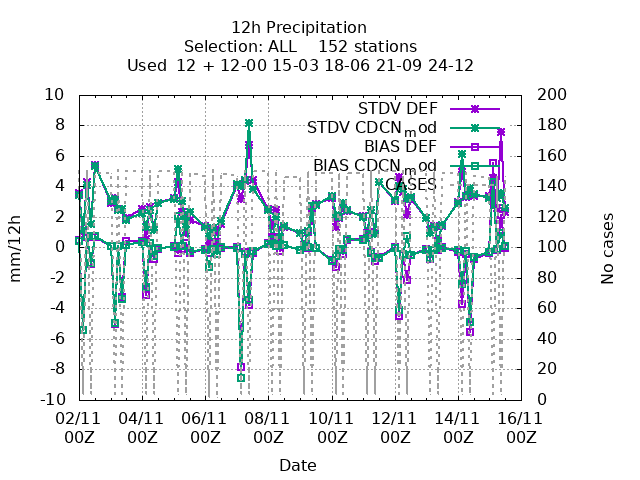 12h Precipitation
Selection: ALL    152 stations
Used  12 + 12-00 15-03 18-06 21-09 24-12
10 200
STDV DEF
8 180
STDV CDCNmod
6 160
BIAS DEF
BIAS CDCNmod
4 140
CASES
2 120
0 100
-2 80
-4 60
-6 40
-8 20
-10 0
mm/12h
No cases
02/11 04/11 06/11 08/11 10/11 12/11 14/11 16/11
00Z 00Z 00Z 00Z 00Z 00Z 00Z 00Z
Date